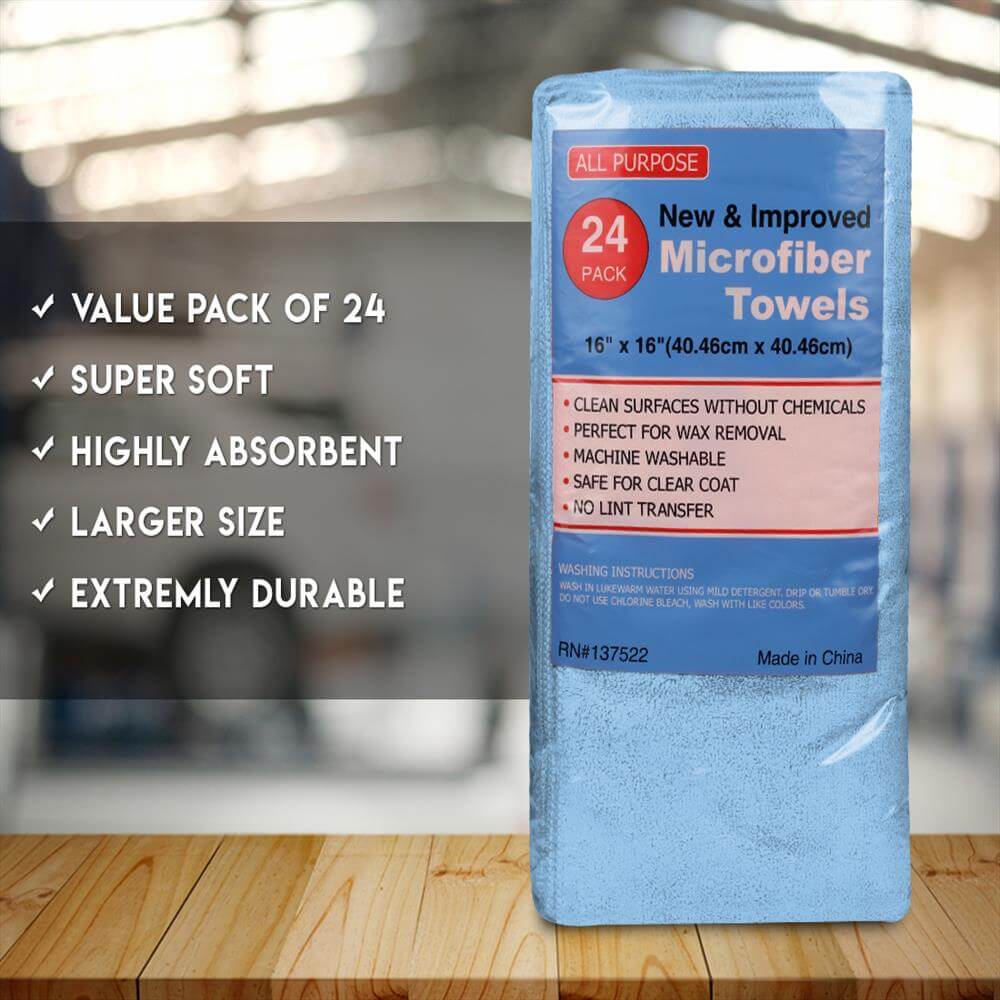 VALUE PACK OF 24
SUPER SOFT
HIGHLY ABSORBENT
LARGER SIZE
EXTREMLY DURABLE
ALL PURPOSE
24
PACK
New & Improved
Microfiber
Towels
16" x 16"(40.46cm x 40.46cm)
• CLEAN SURFACES WITHOUT CHEMICALS
• PERFECT FOR WAX REMOVAL
• MACHINE WASHABLE
• SAFE FOR CLEAR COAT
• NO LINT TRANSFER
WASHING INSTRUCTIONS
WASH IN LUKEWARM WATER USING MILD DETERGENT. DRIP OR TUMBLE DRY.
DO NOT USE CHLORINE BLEACH, WASH WITH LIKE COLORS.
RN#137522
Made in China